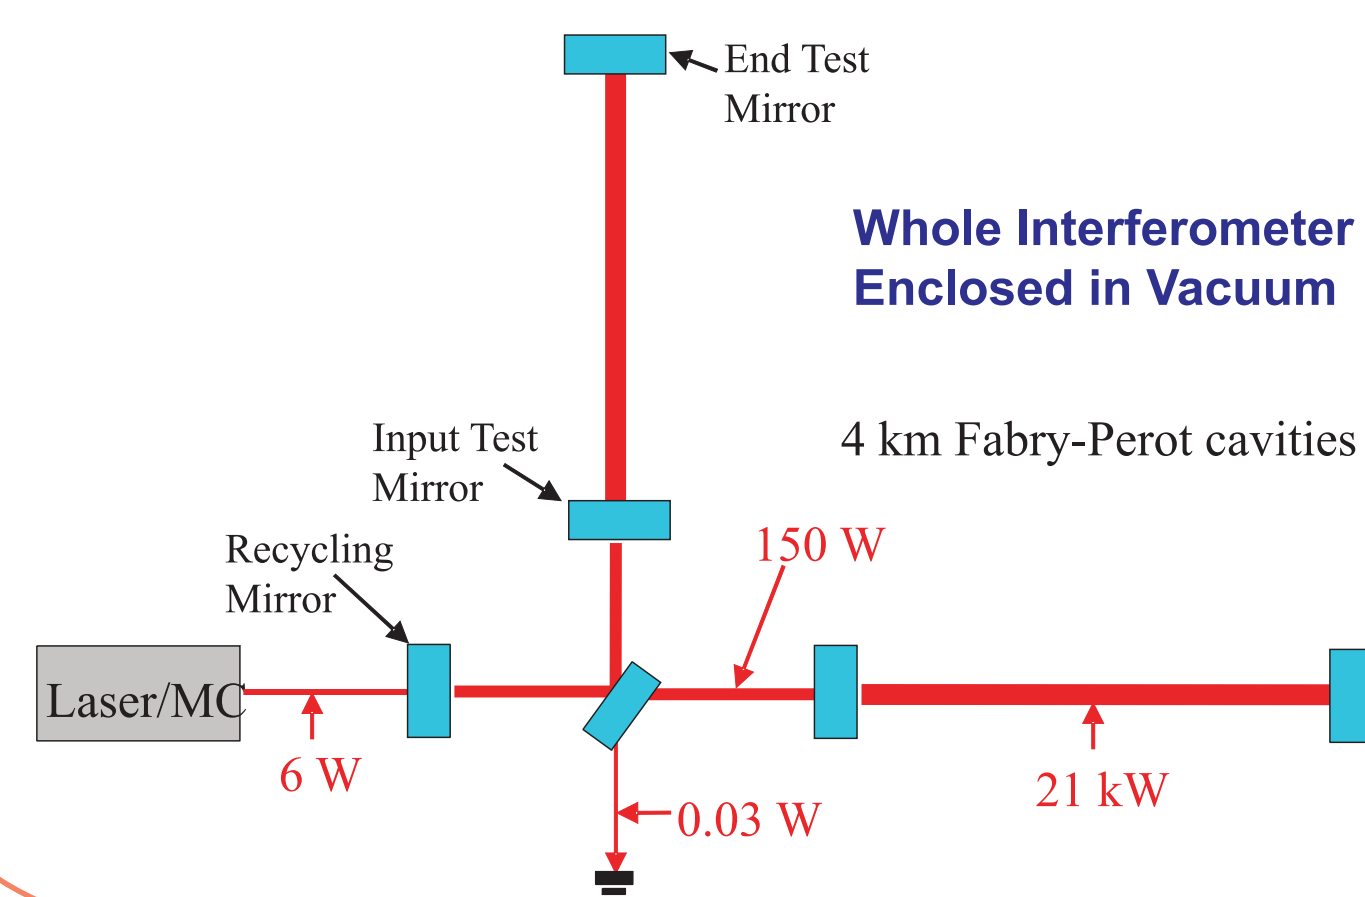 End Test
Mirror
Whole Interferometer
Enclosed in Vacuum
Input Test
Mirror
4 km Fabry-Perot cavities
150 W
Recycling
Mirror
Laser/MC
6 W
0.03 W
21 kW